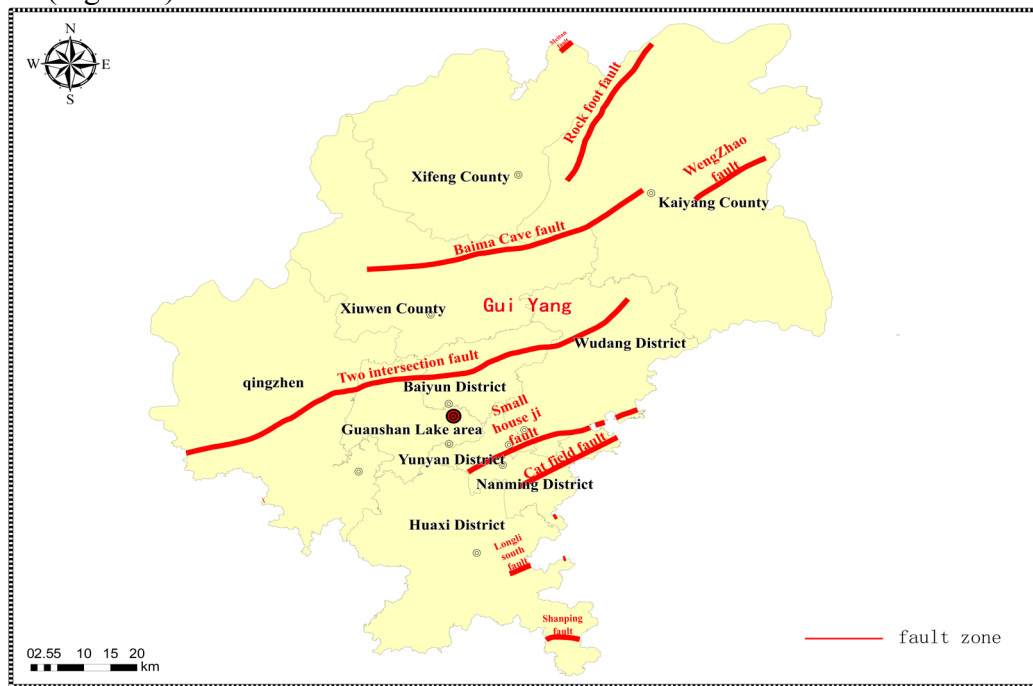 N
W
E
S
Meitan
fault
Rock foot fault
WengZhao
fault
Xifeng County
Kaiyang County
Baima Cave fault
Xiuwen County
Gui Yang
Wudang District
Two intersection fault
qingzhen
Baiyun District
Small
house ji
fault
Guanshan Lake area
Yunyan District
Cat field fault
Nanming District
Huaxi District
Longli
south
fault
Shanping
fault
fault zone
02.55 10 15 20
km